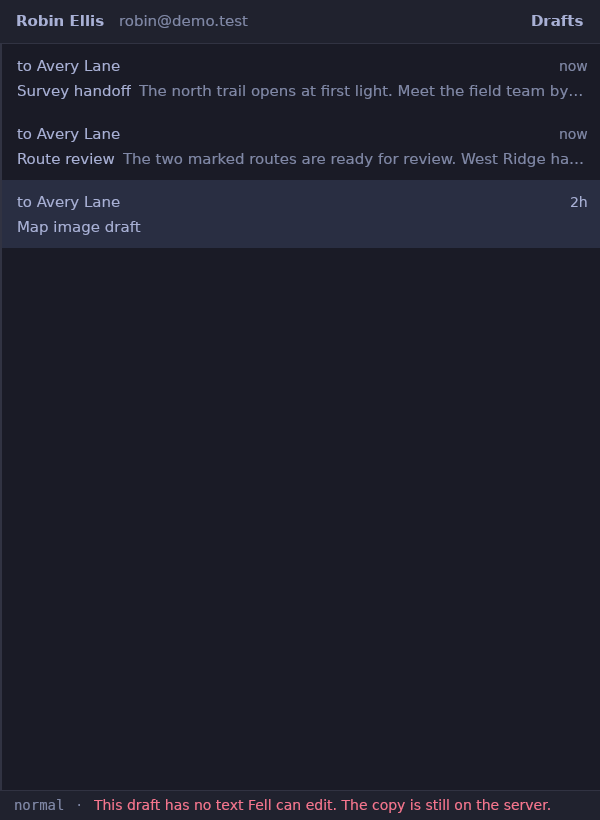 Robin Ellis robin@demo.test Drafts
to Avery Lane now
Survey handoff The north trail opens at first light. Meet the field team by…
to Avery Lane now
Route review The two marked routes are ready for review. West Ridge ha…
to Avery Lane 2h
Map image draft
normal · This draft has no text Fell can edit. The copy is still on the server.